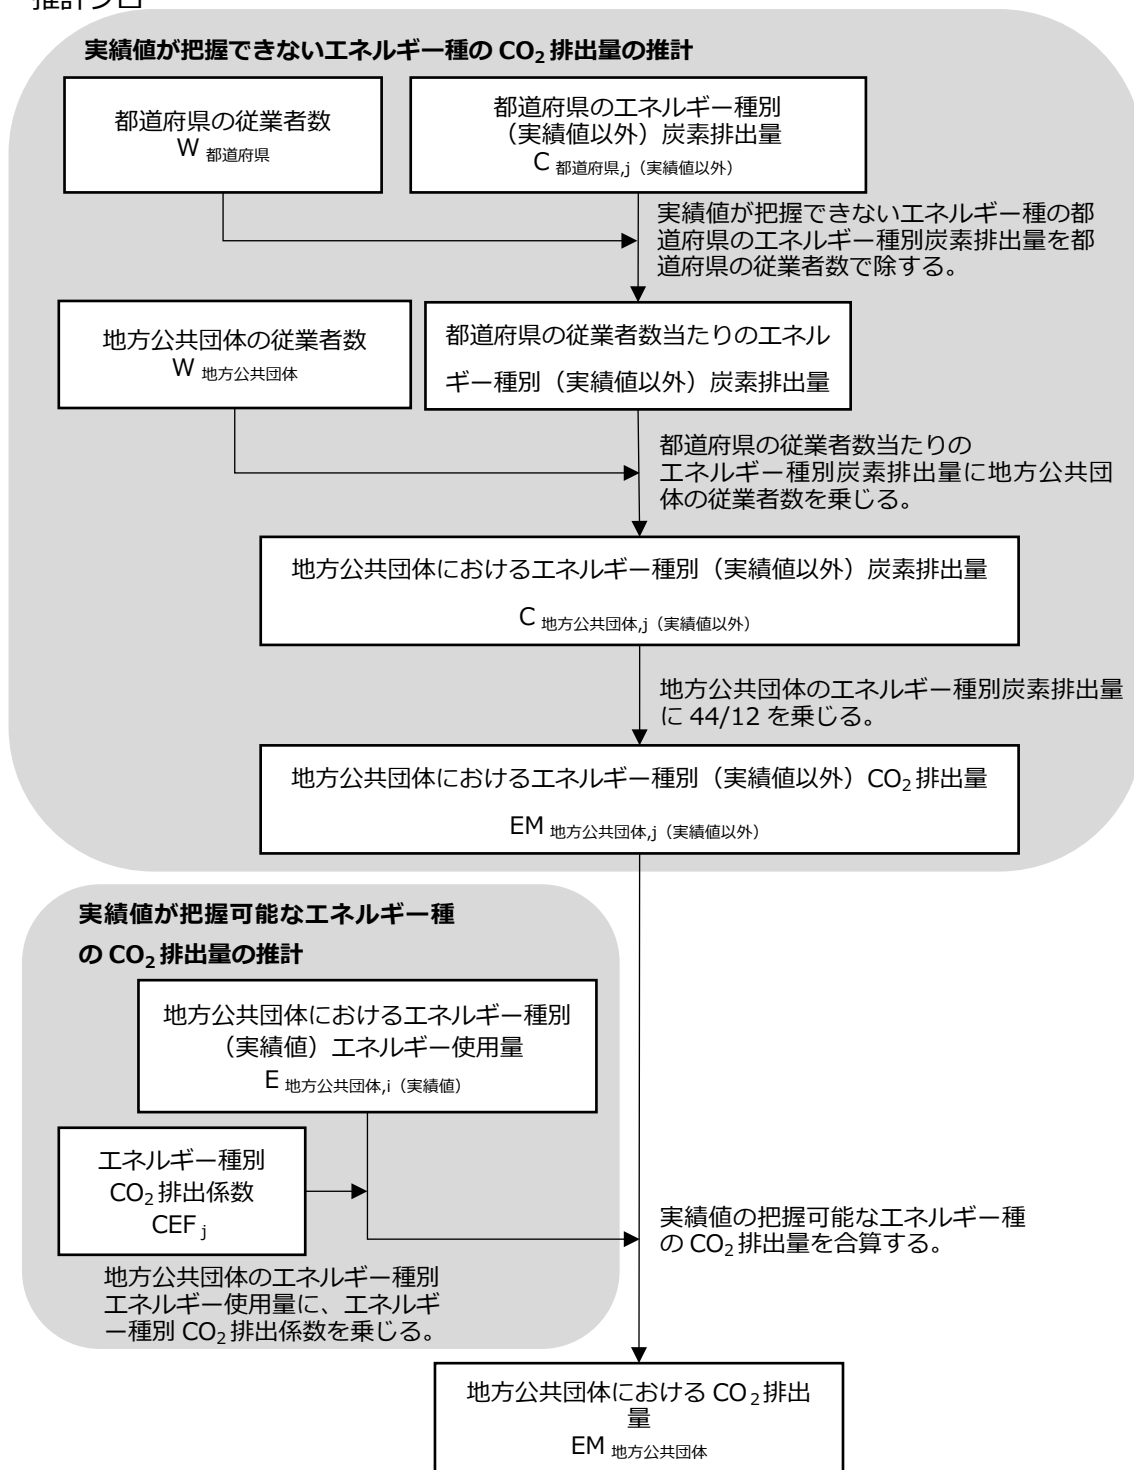 推計フロー
実績値が把握できないエネルギー種の CO₂ 排出量の推計
都道府県の従業者数
W 都道府県
都道府県のエネルギー種別
（実績値以外）炭素排出量
C 都道府県,j（実績値以外）
実績値が把握できないエネルギー種の都
道府県のエネルギー種別炭素排出量を都
道府県の従業者数で除する。
地方公共団体の従業者数
W 地方公共団体
都道府県の従業者数当たりのエネル
ギー種別（実績値以外）炭素排出量
都道府県の従業者数当たりの
エネルギー種別炭素排出量に地方公共団
体の従業者数を乗じる。
地方公共団体におけるエネルギー種別（実績値以外）炭素排出量
C 地方公共団体,j（実績値以外）
地方公共団体のエネルギー種別炭素排出量
に 44/12 を乗じる。
地方公共団体におけるエネルギー種別（実績値以外）CO₂ 排出量
EM 地方公共団体,j（実績値以外）
実績値が把握可能なエネルギー種
の CO₂ 排出量の推計
地方公共団体におけるエネルギー種別
（実績値）エネルギー使用量
E 地方公共団体,i（実績値）
エネルギー種別
CO₂ 排出係数
CEF j
実績値の把握可能なエネルギー種
の CO₂ 排出量を合算する。
地方公共団体のエネルギー種別
エネルギー使用量に、エネルギ
ー種別 CO₂ 排出係数を乗じる。
地方公共団体における CO₂ 排出
量
EM 地方公共団体